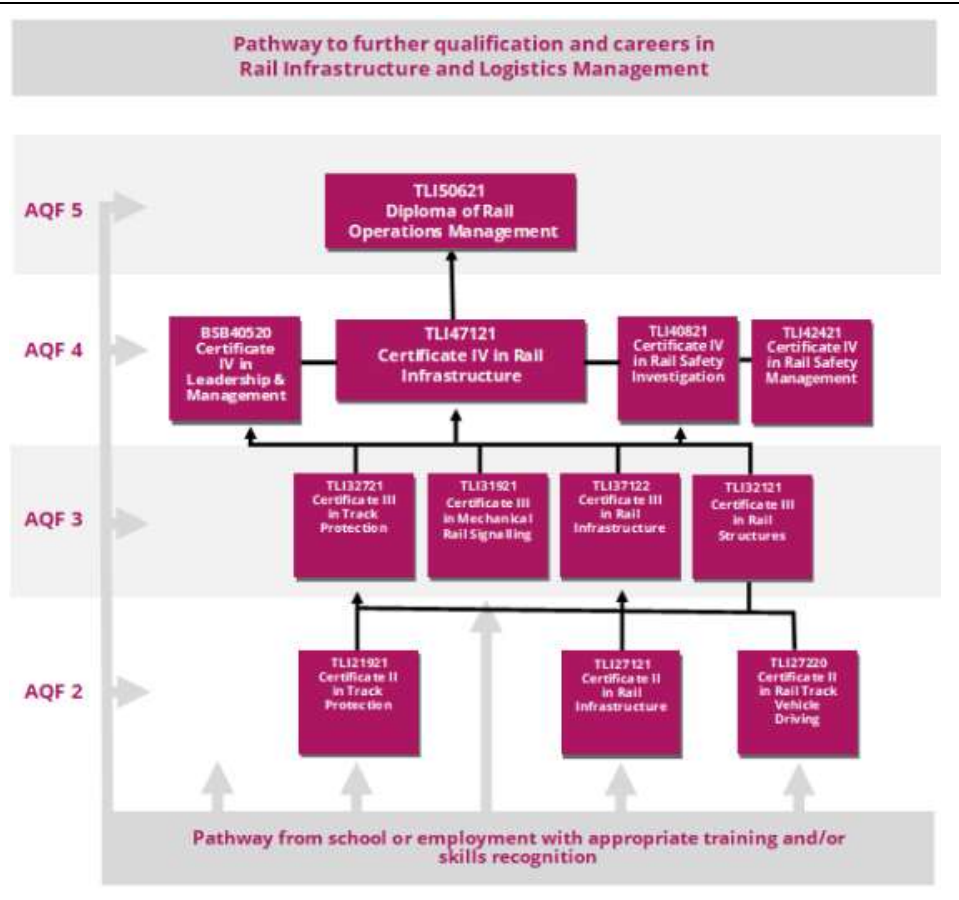 Pathway to further qualification and careers in
Rail Infrastructure and Logistics Management
AQF 5
TLI50621
Diploma of Rail
Operations Management
AQF 4
BSB40520
Certificate
IV in
Leadership &
Management
TLI47121
Certificate IV in Rail
Infrastructure
TLI40821
Certificate IV
in Rail Safety
Investigation
TLI42421
Certificate IV
in Rail Safety
Management
AQF 3
TLI32721
Certificate III
in Track
Protection
TLI31921
Certificate III
in Mechanical
Rail Signalling
TLI37122
Certificate III
in Rail
Infrastructure
TLI32121
Certificate III
in Rail
Structures
AQF 2
TLI21921
Certificate II
in Track
Protection
TLI27121
Certificate II
in Rail
Infrastructure
TLI27220
Certificate II
in Rail Track
Vehicle
Driving
Pathway from school or employment with appropriate training and/or
skills recognition